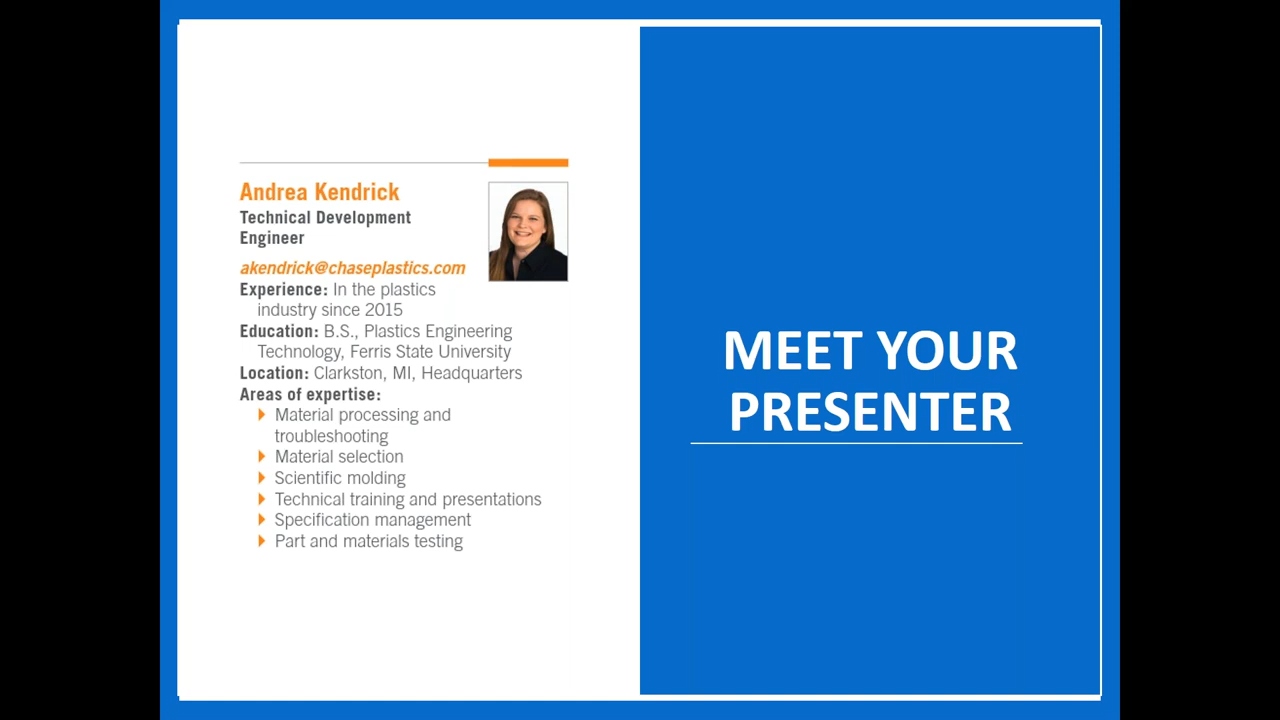 Andrea Kendrick
Technical Development
Engineer
akendrick@chaseplastics.com
Experience: In the plastics
industry since 2015
Education: B.S., Plastics Engineering
Technology, Ferris State University
Location: Clarkston, MI, Headquarters
Areas of expertise:
Material processing and
troubleshooting
Material selection
Scientific molding
Technical training and presentations
Specification management
Part and materials testing
MEET YOUR
PRESENTER